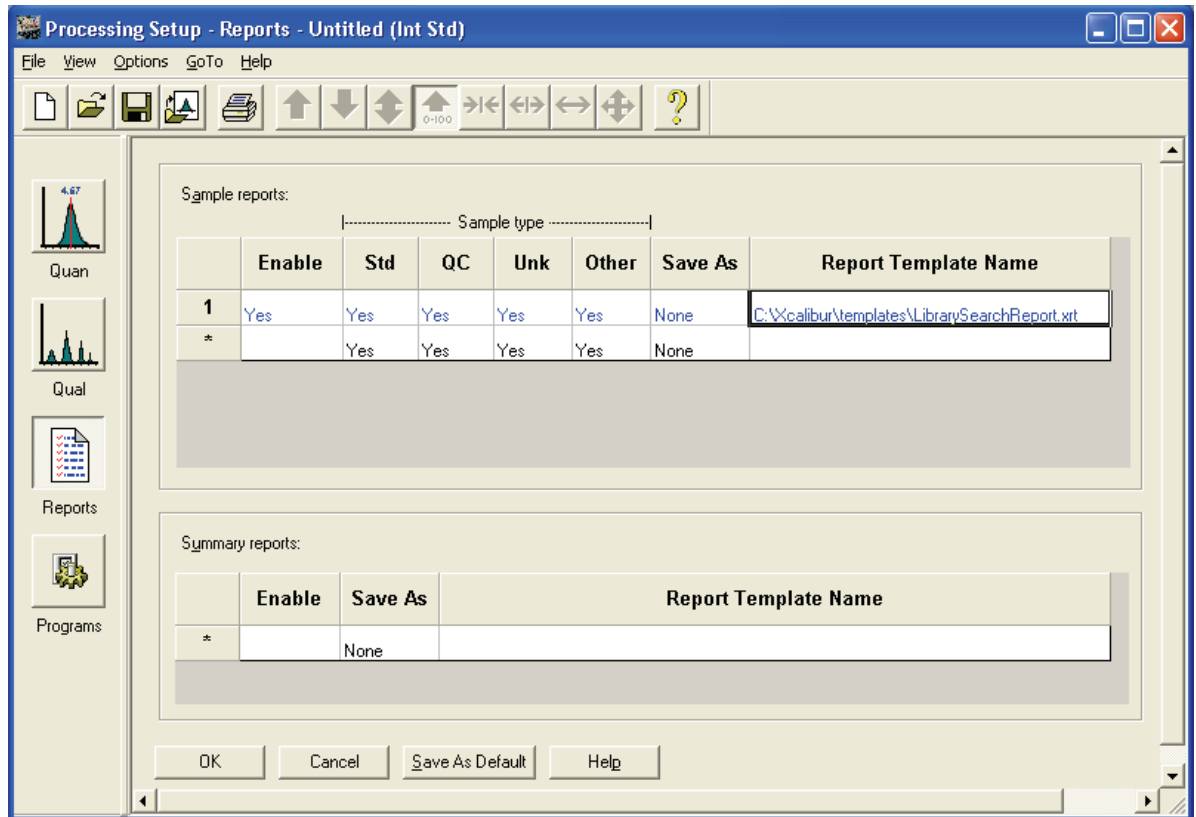 Processing Setup - Reports - Untitled (Int Std)
File View Options GoTo Help
0-100
4.67
Quan
Qual
Reports
Programs
Sample reports:
|---------------------- Sample type --------------------|
Enable Std QC Unk Other Save As Report Template Name
1 Yes Yes Yes Yes Yes None C:\Xcalibur\templates\LibrarySearchReport.xrt
* Yes Yes Yes Yes None
Summary reports:
Enable Save As Report Template Name
* None
OK Cancel Save As Default Help